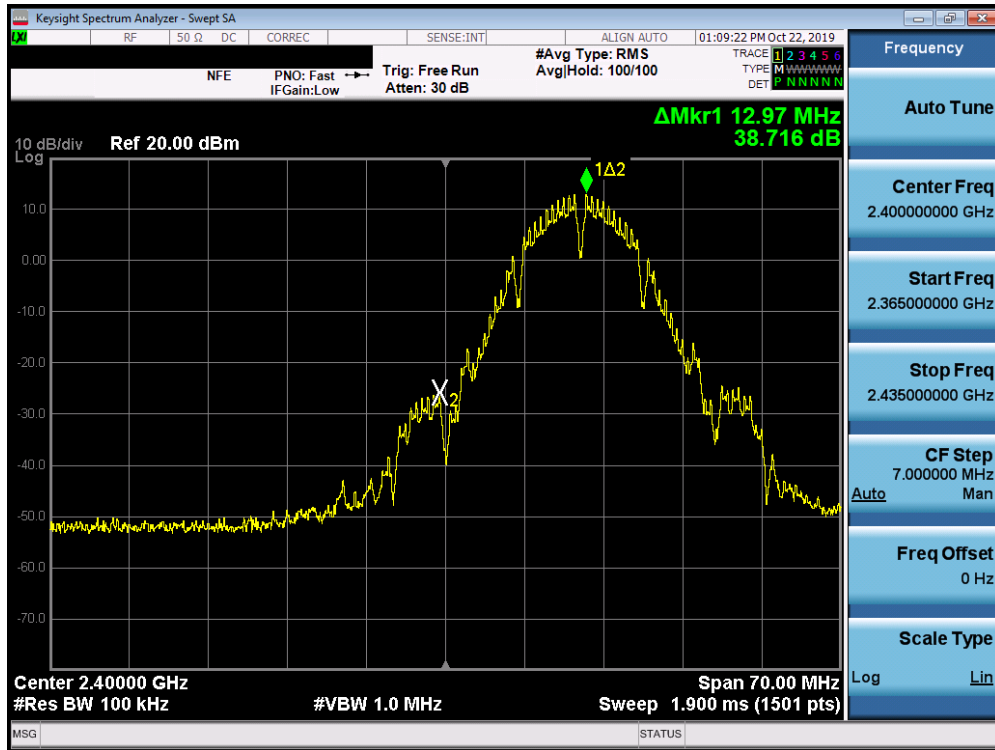 Keysight Spectrum Analyzer - Swept SA
LXI RF 50 Ω DC CORREC SENSE:INT ALIGN AUTO 01:09:22 PM Oct 22, 2019
NFE PNO: Fast Trig: Free Run #Avg Type: RMS TRACE 1 2 3 4 5 6
IFGain:Low Atten: 30 dB Avg|Hold: 100/100 TYPE M WWWWW
DET P N N N N N
ΔMkr1 12.97 MHz
38.716 dB
10 dB/div Ref 20.00 dBm
Log
1Δ2
10.0
0.00
-10.0
-20.0
-30.0
X2
-40.0
-50.0
-60.0
-70.0
Center 2.40000 GHz Span 70.00 MHz
#Res BW 100 kHz #VBW 1.0 MHz Sweep 1.900 ms (1501 pts)
MSG STATUS
Frequency
Auto Tune
Center Freq
2.400000000 GHz
Start Freq
2.365000000 GHz
Stop Freq
2.435000000 GHz
CF Step
7.000000 MHz
Auto Man
Freq Offset
0 Hz
Scale Type
Log Lin